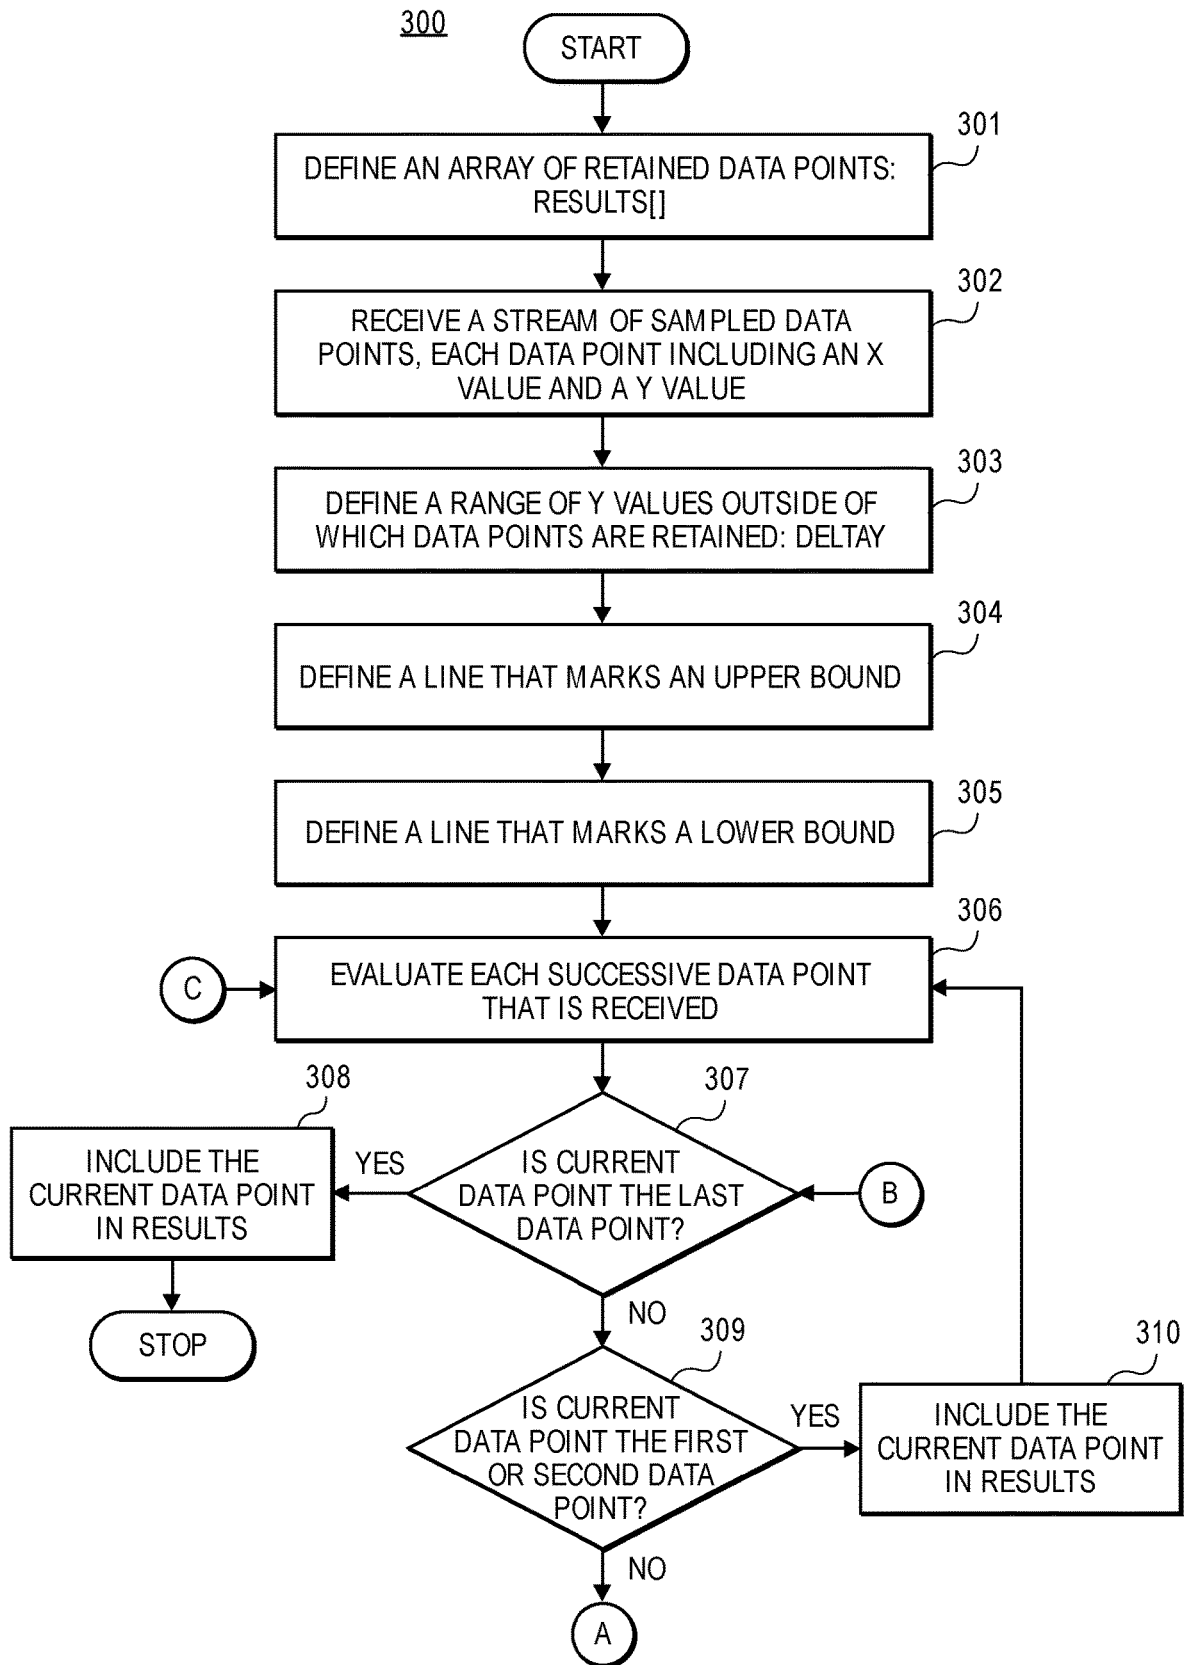 300
START
301
DEFINE AN ARRAY OF RETAINED DATA POINTS:
RESULTS[]
302
RECEIVE A STREAM OF SAMPLED DATA
POINTS, EACH DATA POINT INCLUDING AN X
VALUE AND A Y VALUE
303
DEFINE A RANGE OF Y VALUES OUTSIDE OF
WHICH DATA POINTS ARE RETAINED: DELTAY
304
DEFINE A LINE THAT MARKS AN UPPER BOUND
305
DEFINE A LINE THAT MARKS A LOWER BOUND
306
C
EVALUATE EACH SUCCESSIVE DATA POINT
THAT IS RECEIVED
308
307
INCLUDE THE
CURRENT DATA POINT
IN RESULTS
YES
IS CURRENT
DATA POINT THE LAST
DATA POINT?
B
STOP
NO
309
310
IS CURRENT
DATA POINT THE FIRST
OR SECOND DATA
POINT?
YES
INCLUDE THE
CURRENT DATA POINT
IN RESULTS
NO
A